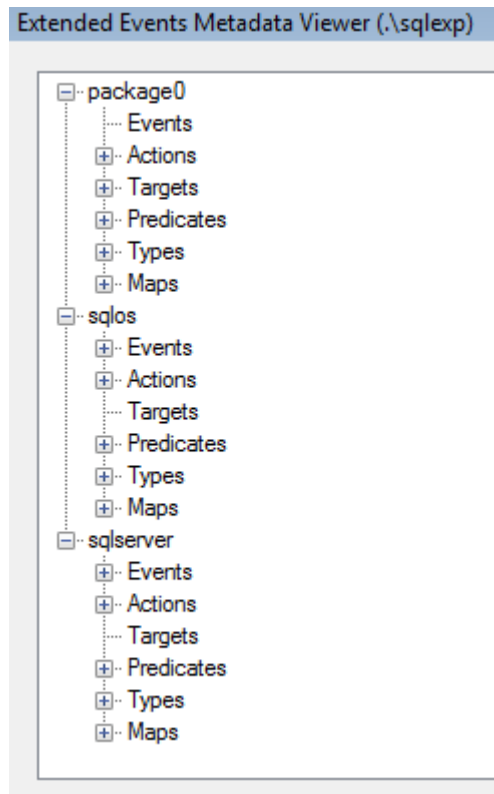 Extended Events Metadata Viewer (.\sqlexp)
package0
Events
Actions
Targets
Predicates
Types
Maps
sqlos
Events
Actions
Targets
Predicates
Types
Maps
sqlserver
Events
Actions
Targets
Predicates
Types
Maps